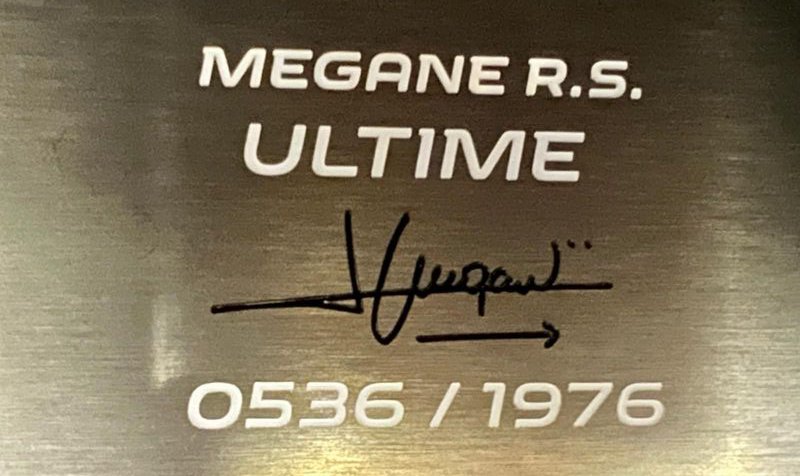 MEGANE R.S.
ULTIME
0536 / 1976